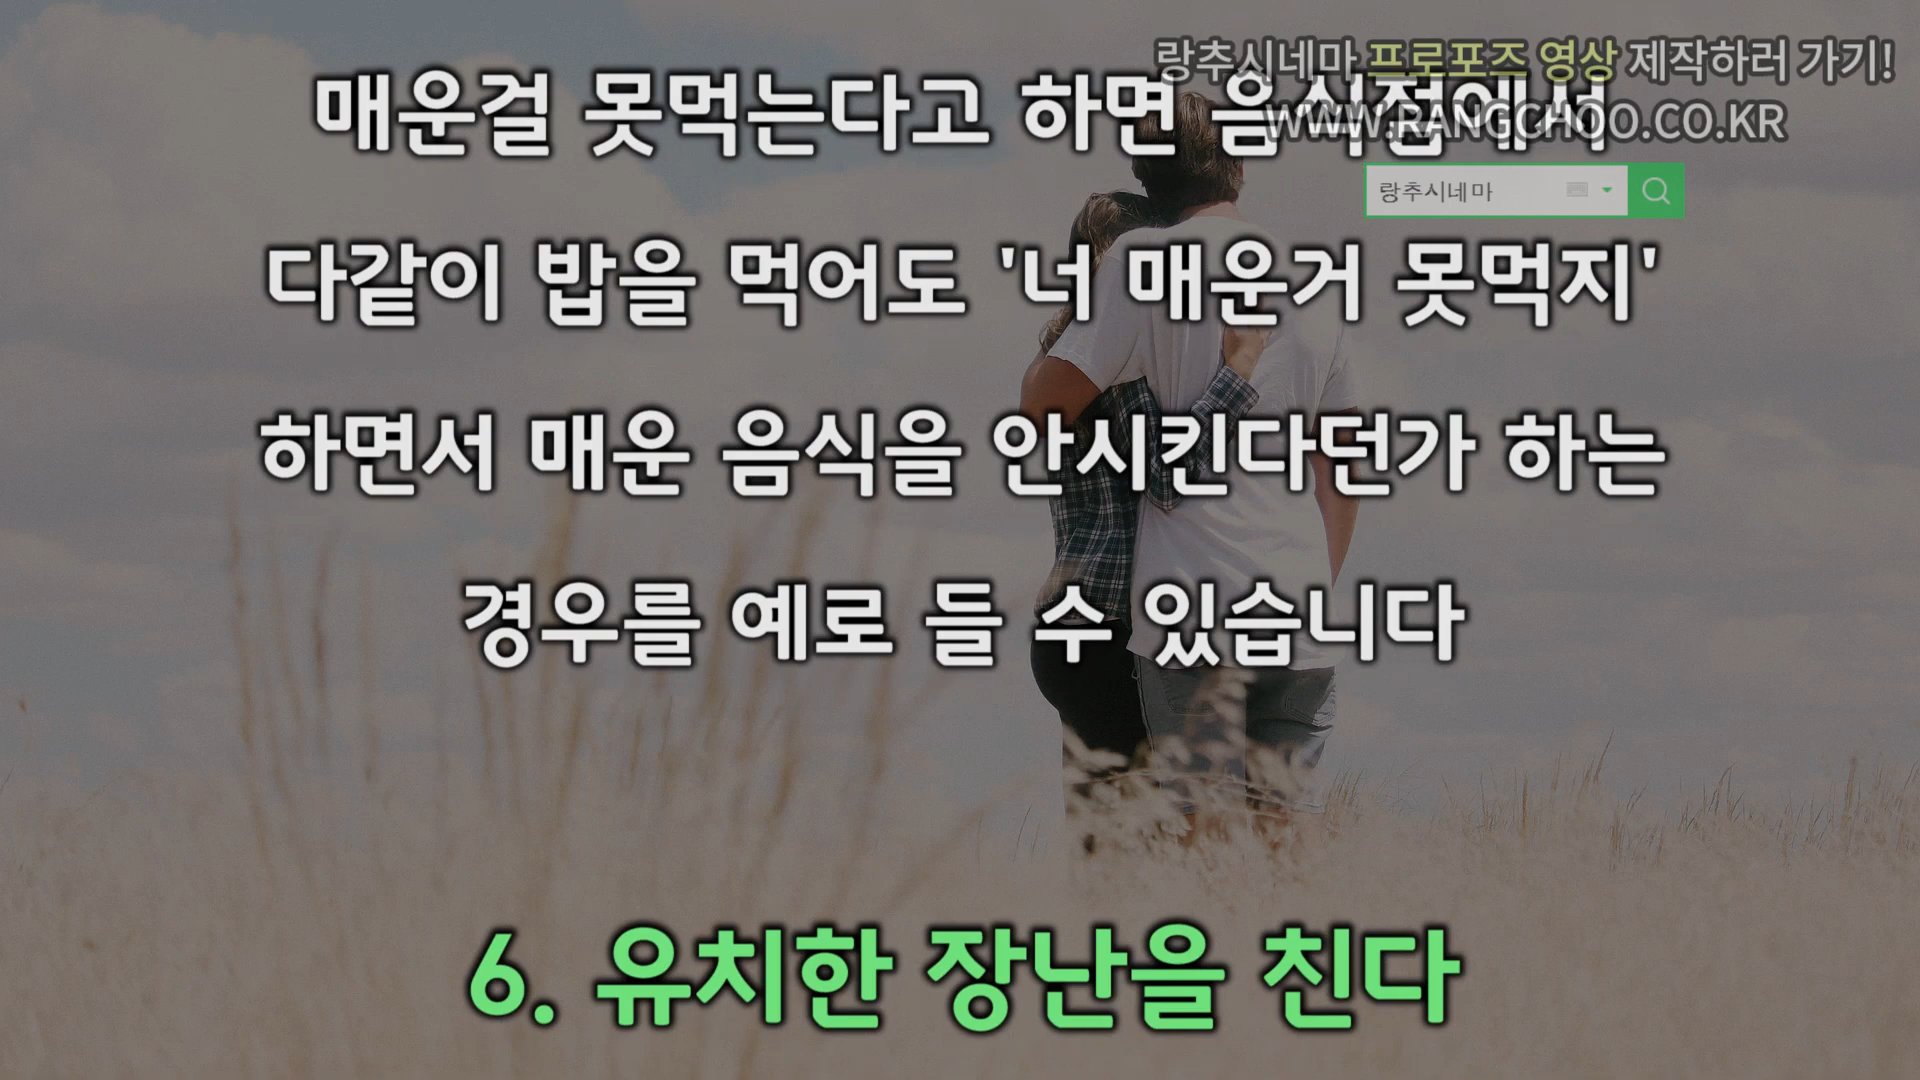 랑추시네마 프로포즈 영상 제작하러 가기!
WWW.RANGCHOO.CO.KR
랑추시네마
매운걸 못먹는다고 하면 음식점에서
다같이 밥을 먹어도 '너 매운거 못먹지'
하면서 매운 음식을 안시킨다던가 하는
경우를 예로 들 수 있습니다
6. 유치한 장난을 친다